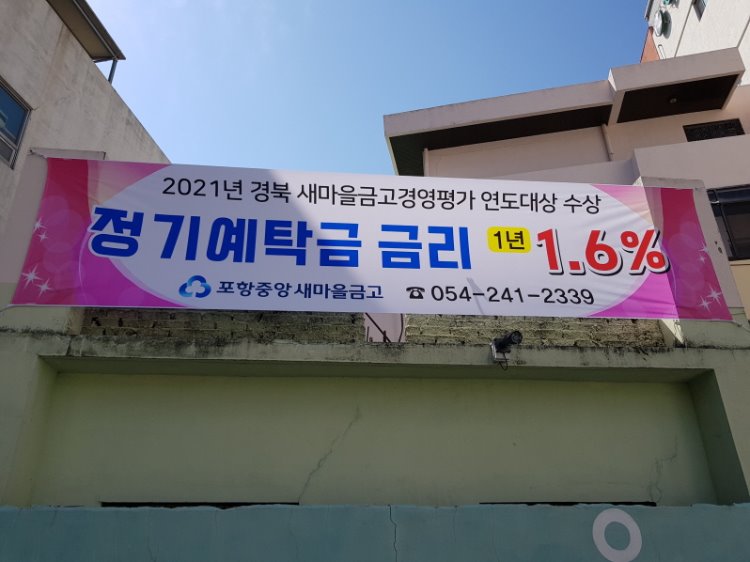 2021년 경북 새마을금고경영평가 연도대상 수상
정기예탁금 금리 1년 1.6%
포항중앙새마을금고 ☎054-241-2339